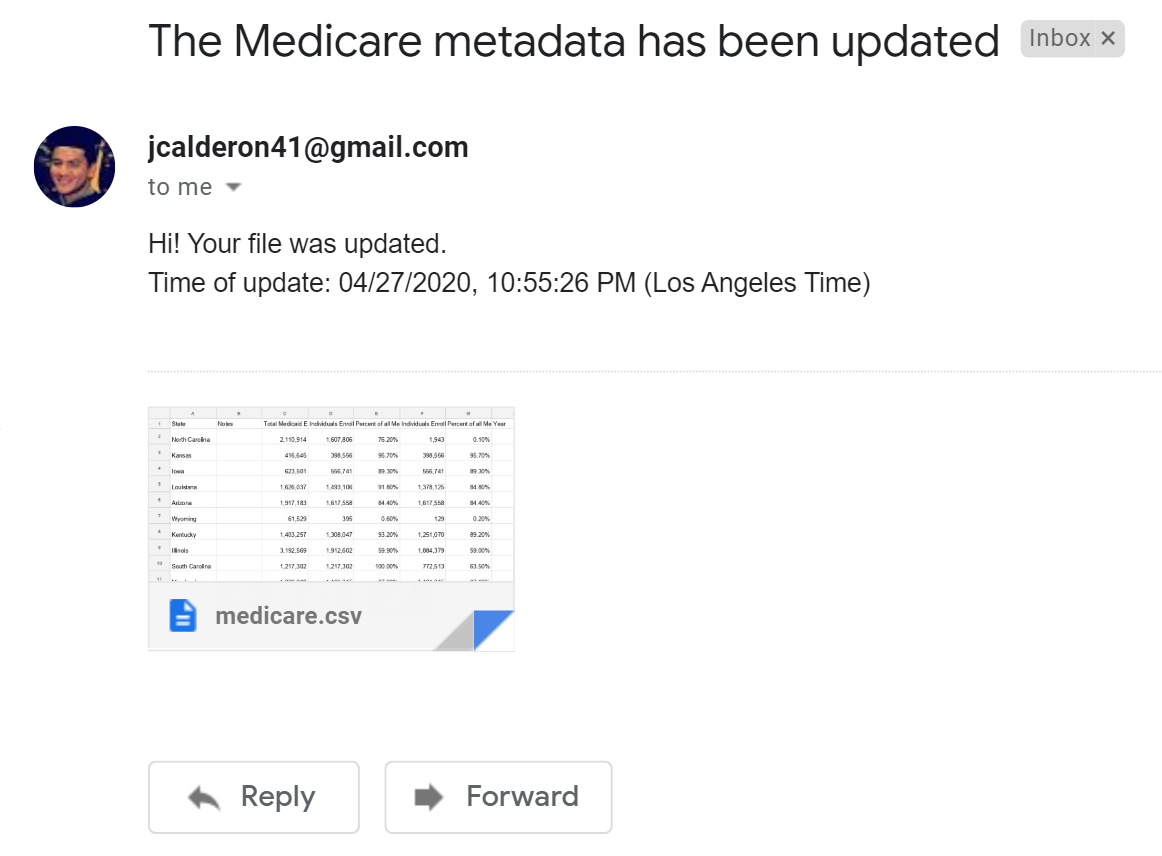 The Medicare metadata has been updated Inbox ×
jcalderon41@gmail.com
to me
Hi! Your file was updated.
Time of update: 04/27/2020, 10:55:26 PM (Los Angeles Time)
A B C D E F G
1 State Notes Total Medicaid E Individuals Enroll Percent of all Me Individuals Enroll Percent of all Me Year
2 North Carolina 2,110,914 1,607,806 76.20% 1,943 0.10%
3 Kansas 416,645 398,556 95.70% 398,556 95.70%
4 Iowa 623,501 556,741 89.30% 556,741 89.30%
5 Louisiana 1,626,037 1,493,106 91.80% 1,378,125 84.80%
6 Arizona 1,917,183 1,617,558 84.40% 1,617,558 84.40%
7 Wyoming 61,529 395 0.60% 129 0.20%
8 Kentucky 1,403,257 1,308,047 93.20% 1,251,070 89.20%
9 Illinois 3,192,569 1,912,602 59.90% 1,884,379 59.00%
10 South Carolina 1,217,302 1,217,302 100.00% 772,513 63.50%
11
medicare.csv
Reply Forward